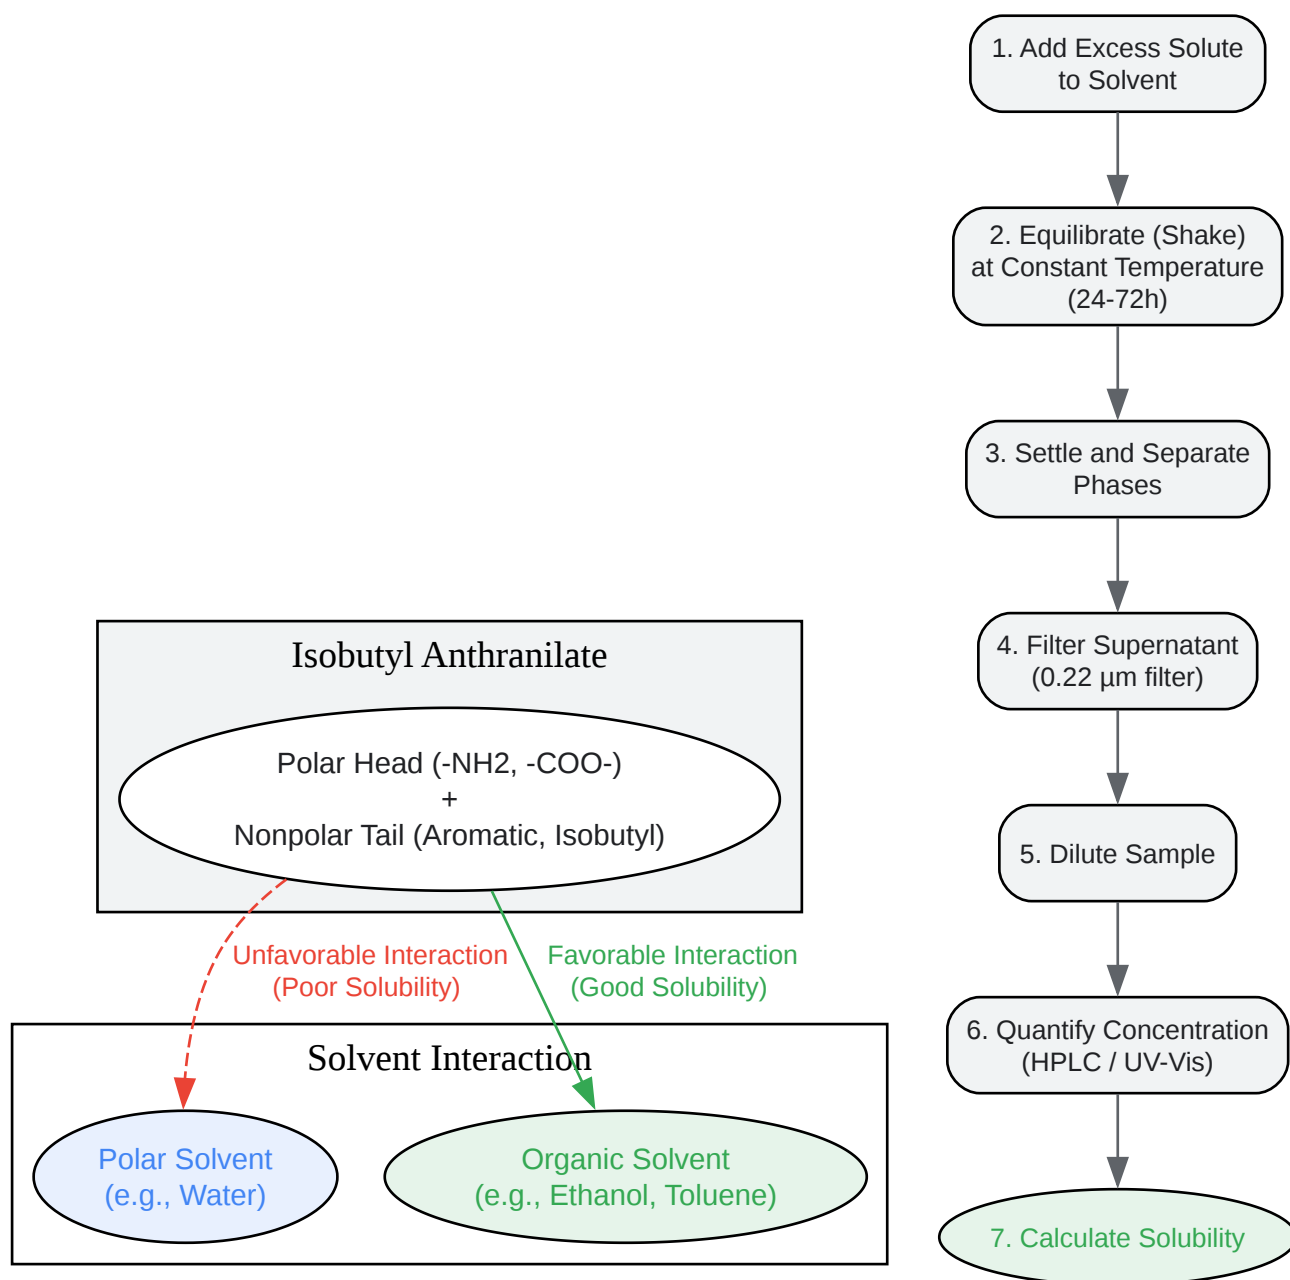 1. Add Excess Solute
to Solvent
2. Equilibrate (Shake)
at Constant Temperature
(24-72h)
3. Settle and Separate
Phases
4. Filter Supernatant
(0.22 µm filter)
5. Dilute Sample
6. Quantify Concentration
(HPLC / UV-Vis)
7. Calculate Solubility
Isobutyl Anthranilate
Polar Head (-NH2, -COO-)
+
Nonpolar Tail (Aromatic, Isobutyl)
Unfavorable Interaction
(Poor Solubility)
Favorable Interaction
(Good Solubility)
Solvent Interaction
Polar Solvent
(e.g., Water)
Organic Solvent
(e.g., Ethanol, Toluene)